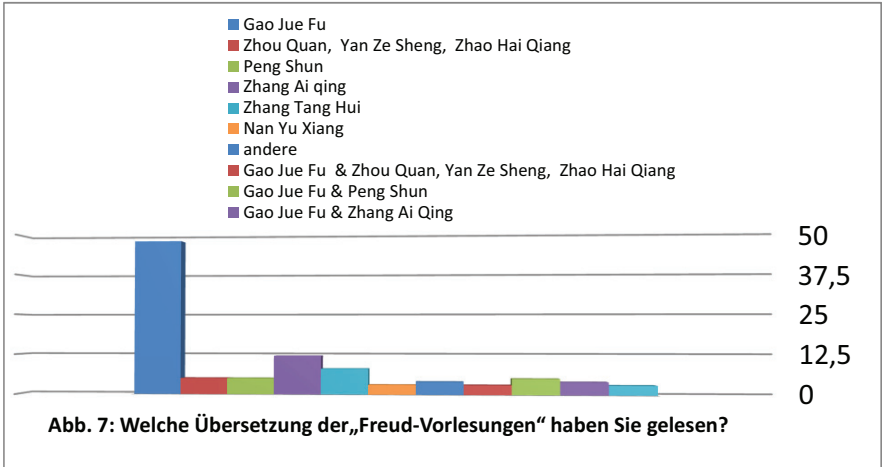 Gao Jue Fu
Zhou Quan, Yan Ze Sheng, Zhao Hai Qiang
Peng Shun
Zhang Ai qing
Zhang Tang Hui
Nan Yu Xiang
andere
Gao Jue Fu & Zhou Quan, Yan Ze Sheng, Zhao Hai Qiang
Gao Jue Fu & Peng Shun
Gao Jue Fu & Zhang Ai Qing
50
37,5
25
12,5
0
Abb. 7: Welche Übersetzung der„Freud-Vorlesungen“ haben Sie gelesen?